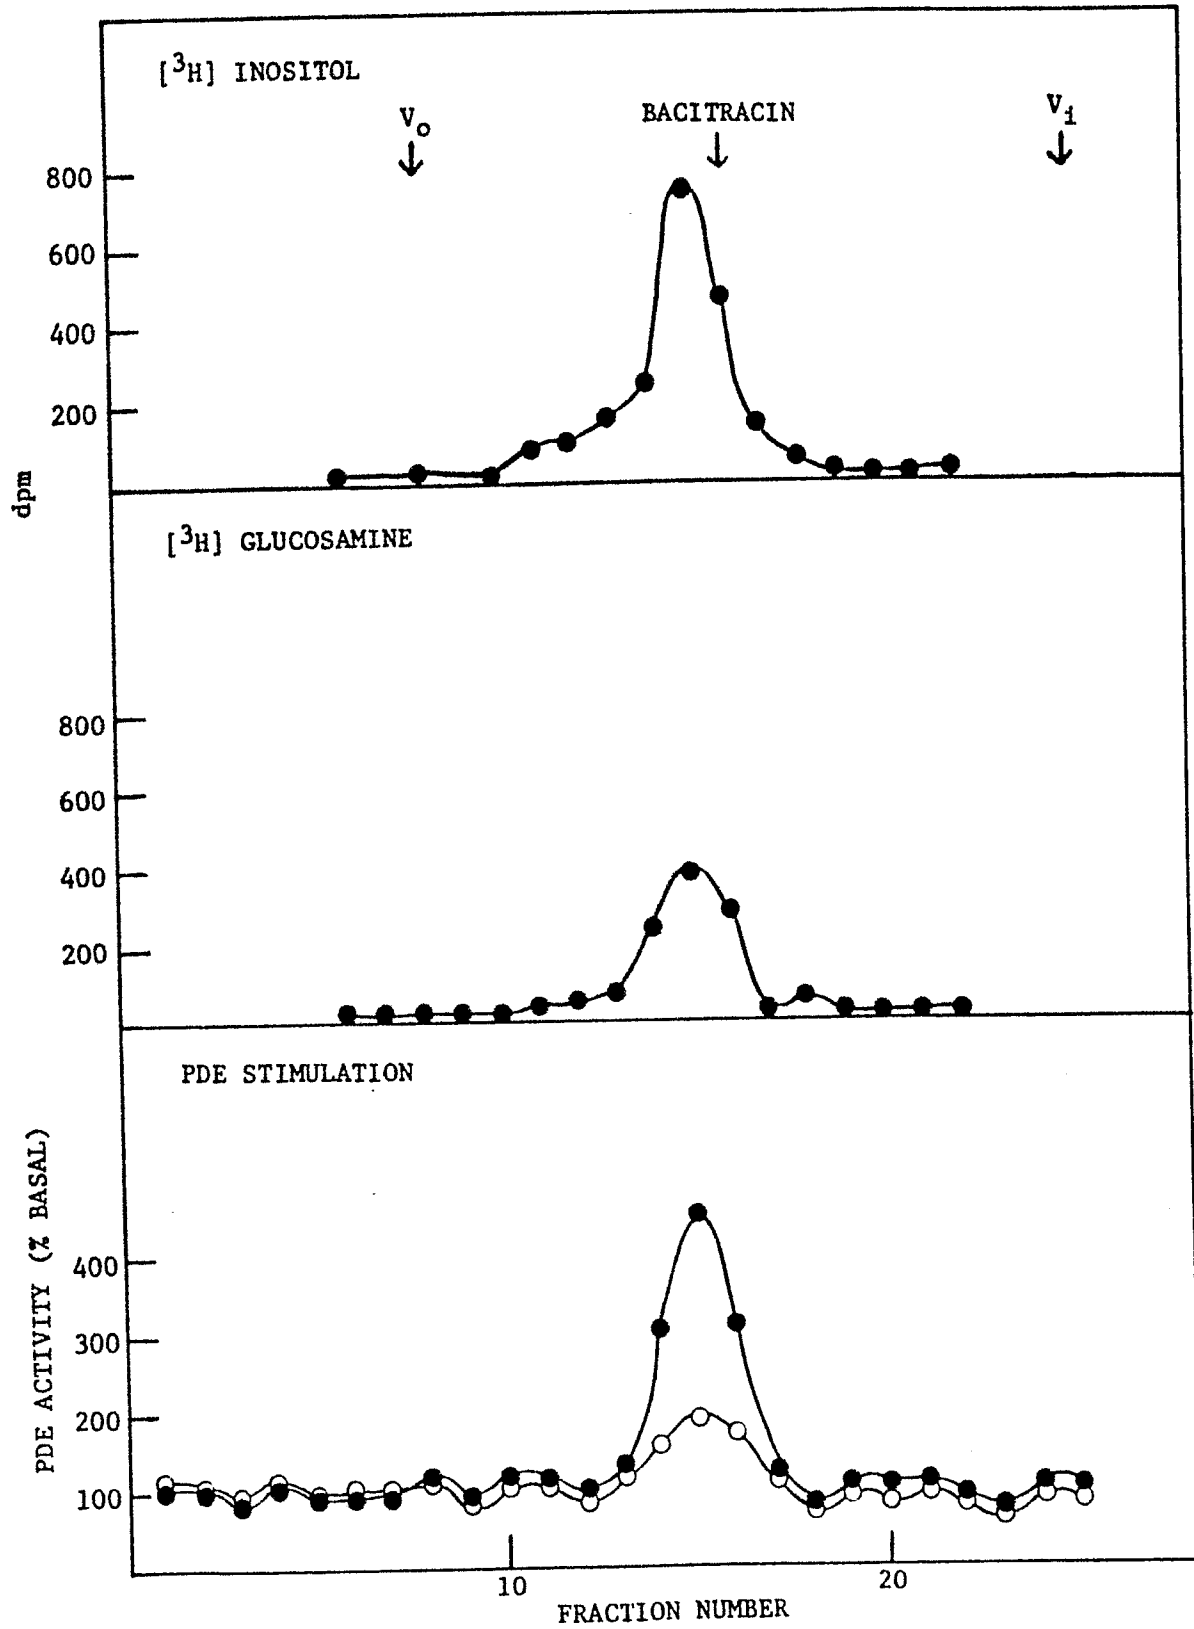 [³H] INOSITOL
Vo
BACITRACIN
Vi
800
600
400
200
dpm
[³H] GLUCOSAMINE
800
600
400
200
PDE STIMULATION
PDE ACTIVITY (% BASAL)
400
300
200
100
10
20
FRACTION NUMBER